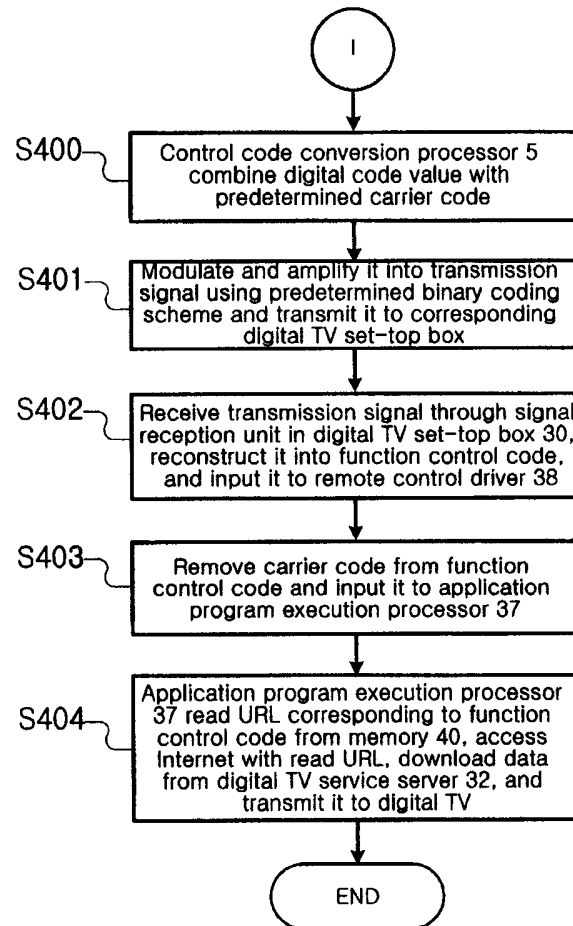 I
S400
Control code conversion processor 5
combine digital code value with
predetermined carrier code
S401
Modulate and amplify it into transmission
signal using predetermined binary coding
scheme and transmit it to corresponding
digital TV set-top box
S402
Receive transmission signal through signal
reception unit in digital TV set-top box 30,
reconstruct it into function control code,
and input it to remote control driver 38
S403
Remove carrier code from function
control code and input it to application
program execution processor 37
S404
Application program execution processor
37 read URL corresponding to function
control code from memory 40, access
Internet with read URL, download data
from digital TV service server 32, and
transmit it to digital TV
END